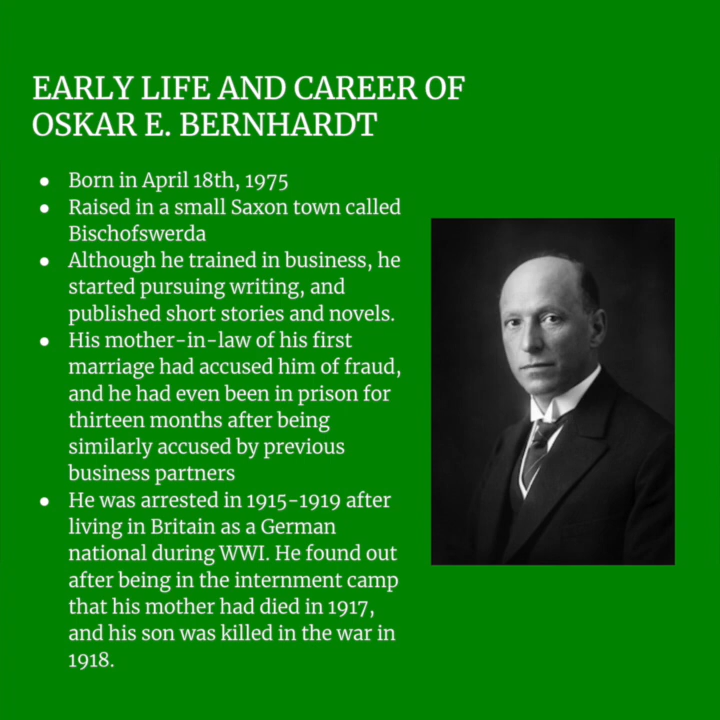 EARLY LIFE AND CAREER OF
OSKAR E. BERNHARDT
● Born in April 18th, 1975
● Raised in a small Saxon town called
Bischofswerda
● Although he trained in business, he
started pursuing writing, and
published short stories and novels.
● His mother-in-law of his first
marriage had accused him of fraud,
and he had even been in prison for
thirteen months after being
similarly accused by previous
business partners
● He was arrested in 1915-1919 after
living in Britain as a German
national during WWI. He found out
after being in the internment camp
that his mother had died in 1917,
and his son was killed in the war in
1918.